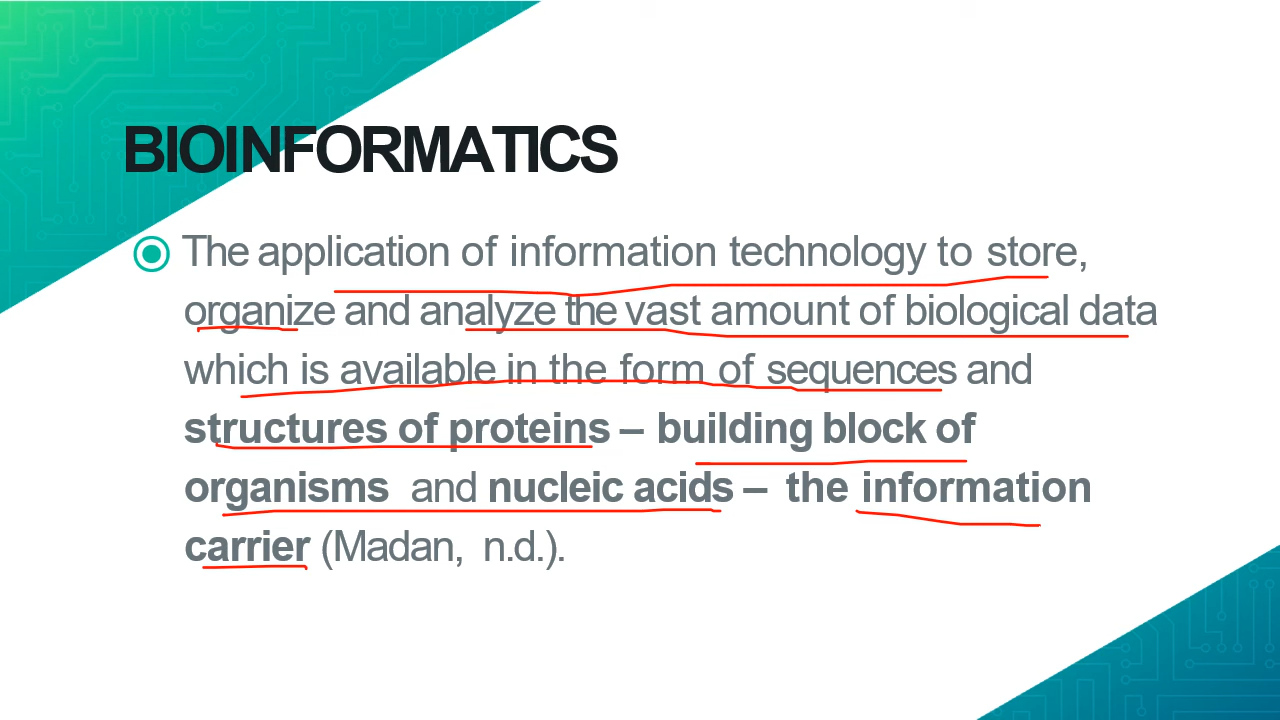 BIOINFORMATICS
The application of information technology to store,
organize and analyze the vast amount of biological data
which is available in the form of sequences and
structures of proteins – building block of
organisms and nucleic acids – the information
carrier (Madan, n.d.).